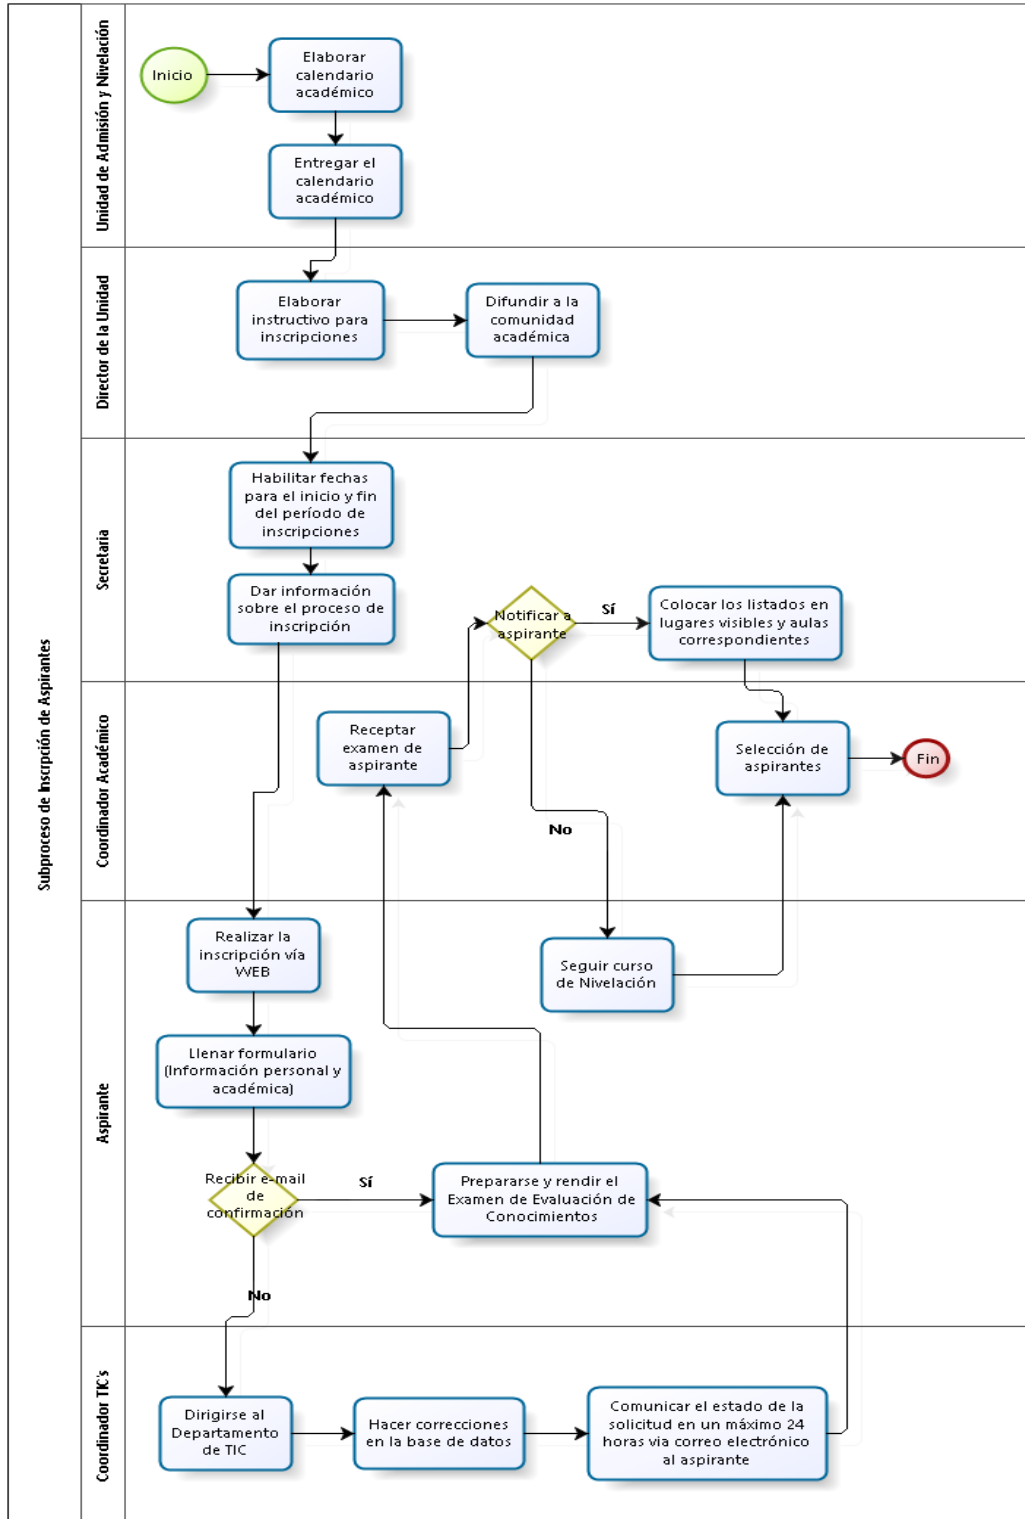 Subproceso de Inscrpción de Aspirantes
Unidad de Admisión y Nivelación
Inicio
Elaborar
calendario
académico
Entregar el
calendario
académico
Director de la Unidad
Elaborar
instructivo para
inscripciones
Difundir a la
comunidad
académica
Secretaria
Habilitar fechas
para el inicio y fin
del período de
inscripciones
Dar información
sobre el proceso de
inscripción
Notificar a
aspirante
Sí
Colocar los listados en
lugares visibles y aulas
correspondientes
Coordinador Académico
Receptar
examen de
aspirante
No
Selección de
aspirantes
Fin
Aspirante
Realizar la
inscripción vía
WEB
Seguir curso
de Nivelación
Llenar formulario
(Información personal y
académica)
Recibir e-mail
de
confirmación
Sí
Prepararse y rendir el
Examen de Evaluación de
Conocimientos
No
Coordinador TIC's
Dirigirse al
Departamento
de TIC
Hacer correcciones
en la base de datos
Comunicar el estado de la
solicitud en un máximo 24
horas via correo electrónico
al aspirante